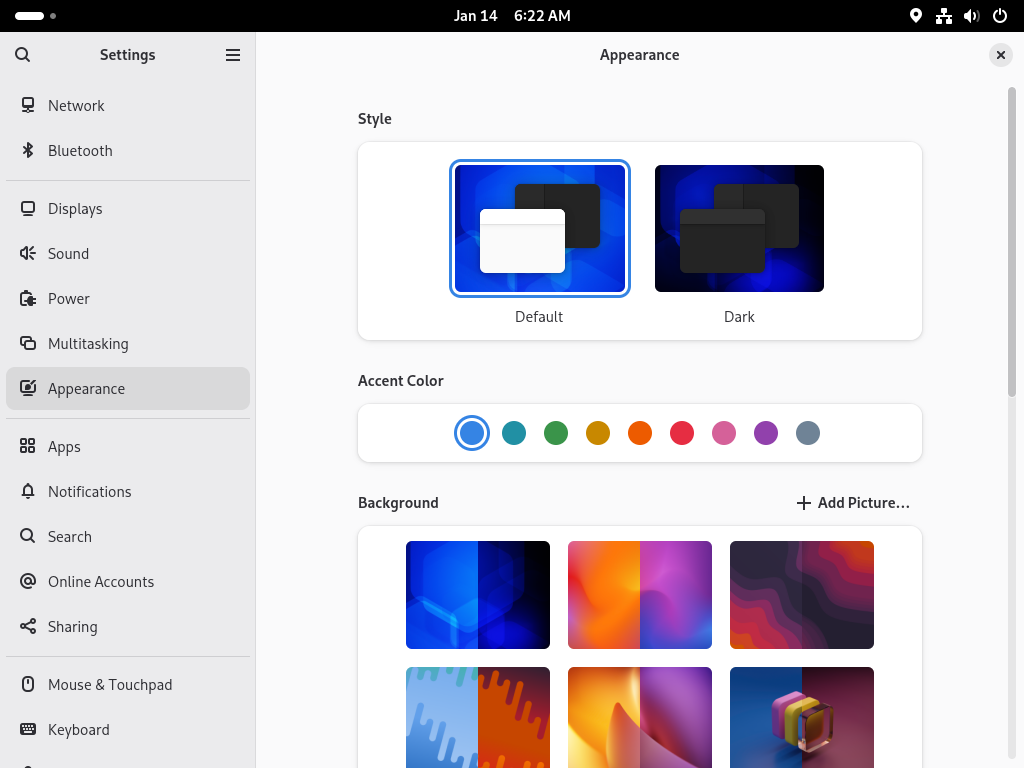 Jan 14 6:22 AM
Settings
Appearance
Network
Bluetooth
Displays
Sound
Power
Multitasking
Appearance
Apps
Notifications
Search
Online Accounts
Sharing
Mouse & Touchpad
Keyboard
Style
Default Dark
Accent Color
Background Add Picture…